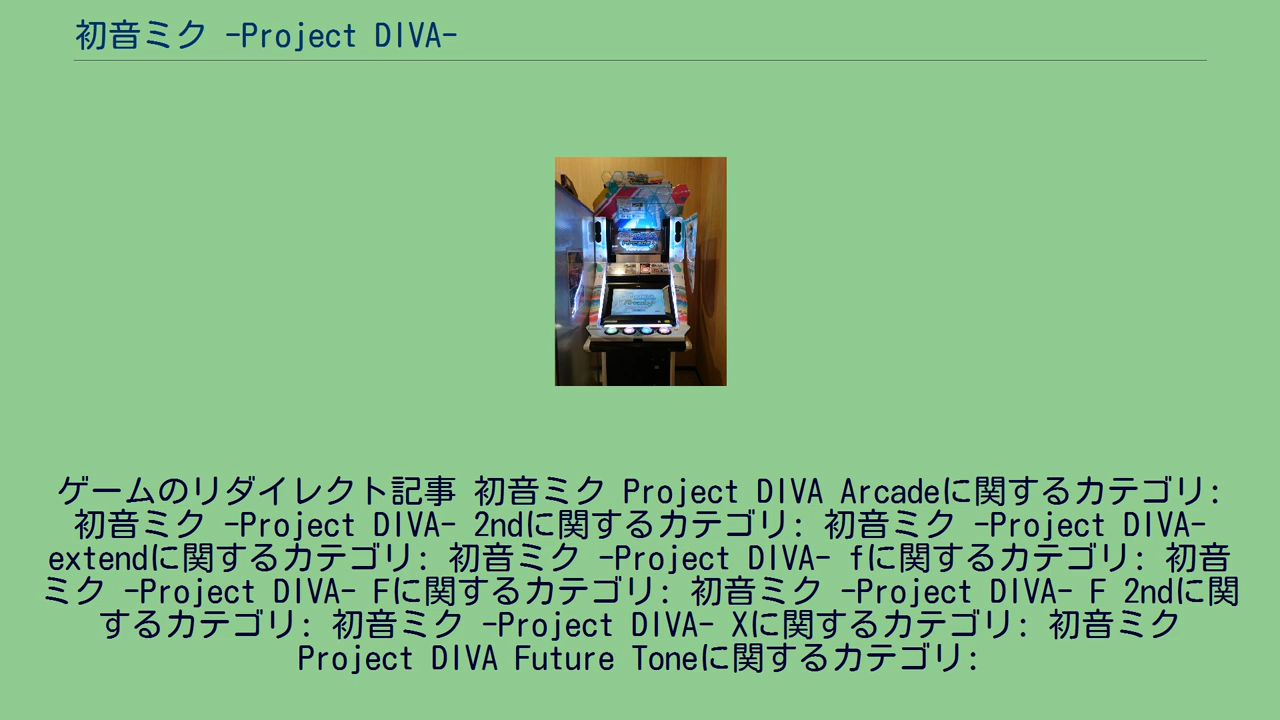 初音ミク -Project DIVA-
ゲームのリダイレクト記事 初音ミク Project DIVA Arcadeに関するカテゴリ:
初音ミク -Project DIVA- 2ndに関するカテゴリ: 初音ミク -Project DIVA-
extendに関するカテゴリ: 初音ミク -Project DIVA- fに関するカテゴリ: 初音
ミク -Project DIVA- Fに関するカテゴリ: 初音ミク -Project DIVA- F 2ndに関
するカテゴリ: 初音ミク -Project DIVA- Xに関するカテゴリ: 初音ミク
Project DIVA Future Toneに関するカテゴリ: